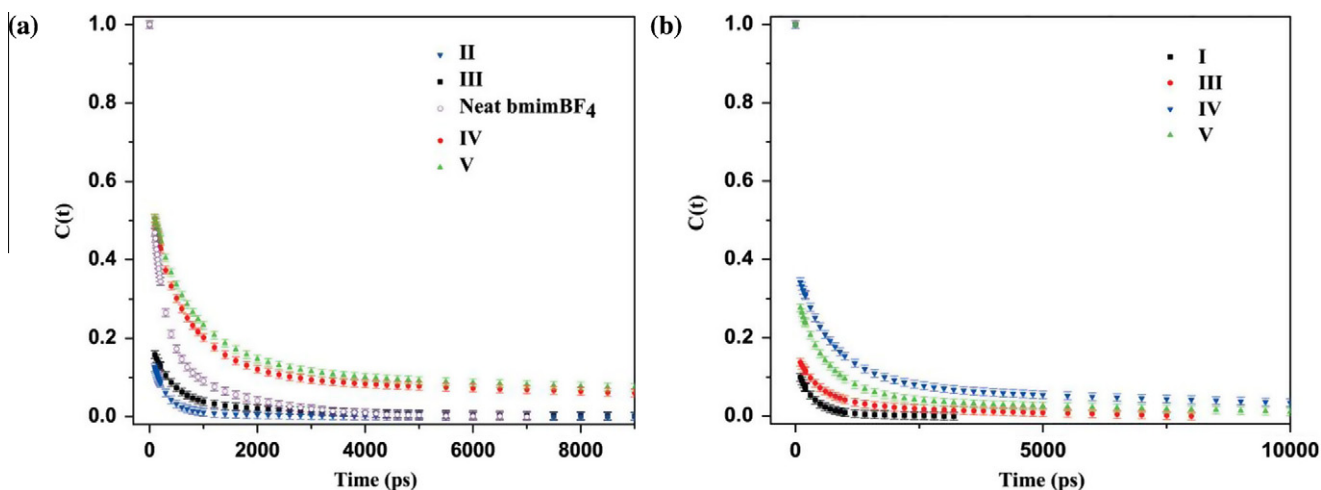 (a)
1.0
0.8
0.6
0.4
0.2
0.0
C(t)
II
III
Neat bmimBF4
IV
V
0 2000 4000 6000 8000
Time (ps)
(b)
1.0
0.8
0.6
0.4
0.2
0.0
C(t)
I
III
IV
V
0 5000 10000
Time (ps)